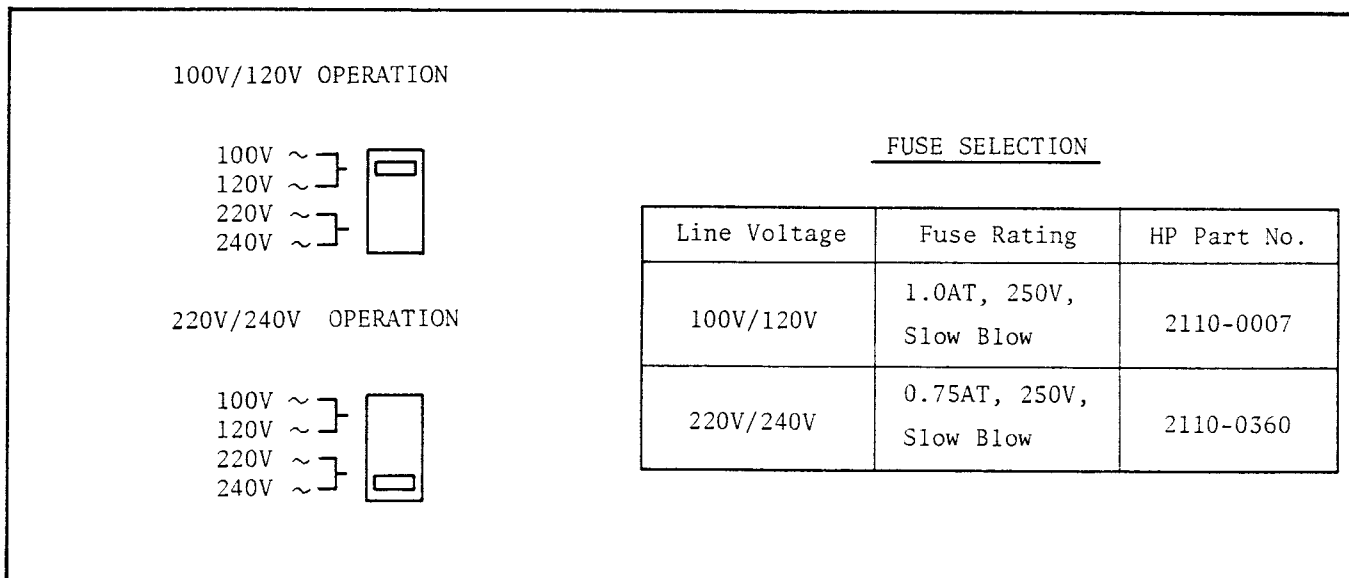 100V/120V OPERATION
100V ~
120V ~
220V ~
240V ~
220V/240V OPERATION
100V ~
120V ~
220V ~
240V ~
FUSE SELECTION
Line Voltage Fuse Rating HP Part No.
100V/120V 1.0AT, 250V, Slow Blow 2110-0007
220V/240V 0.75AT, 250V, Slow Blow 2110-0360